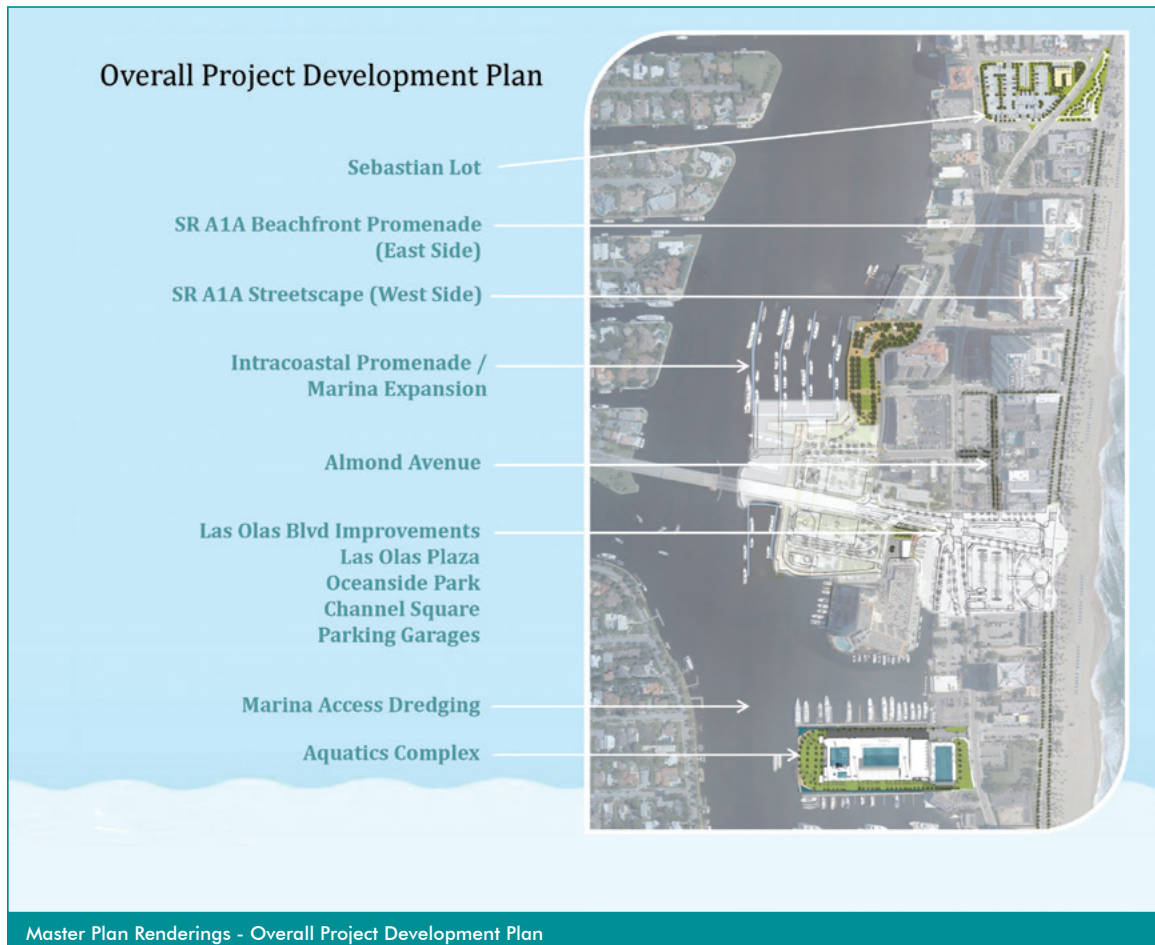 Overall Project Development Plan
Sebastian Lot
SR A1A Beachfront Promenade
(East Side)
SR A1A Streetscape (West Side)
Intracoastal Promenade /
Marina Expansion
Almond Avenue
Las Olas Blvd Improvements
Las Olas Plaza
Oceanside Park
Channel Square
Parking Garages
Marina Access Dredging
Aquatics Complex
Master Plan Renderings - Overall Project Development Plan